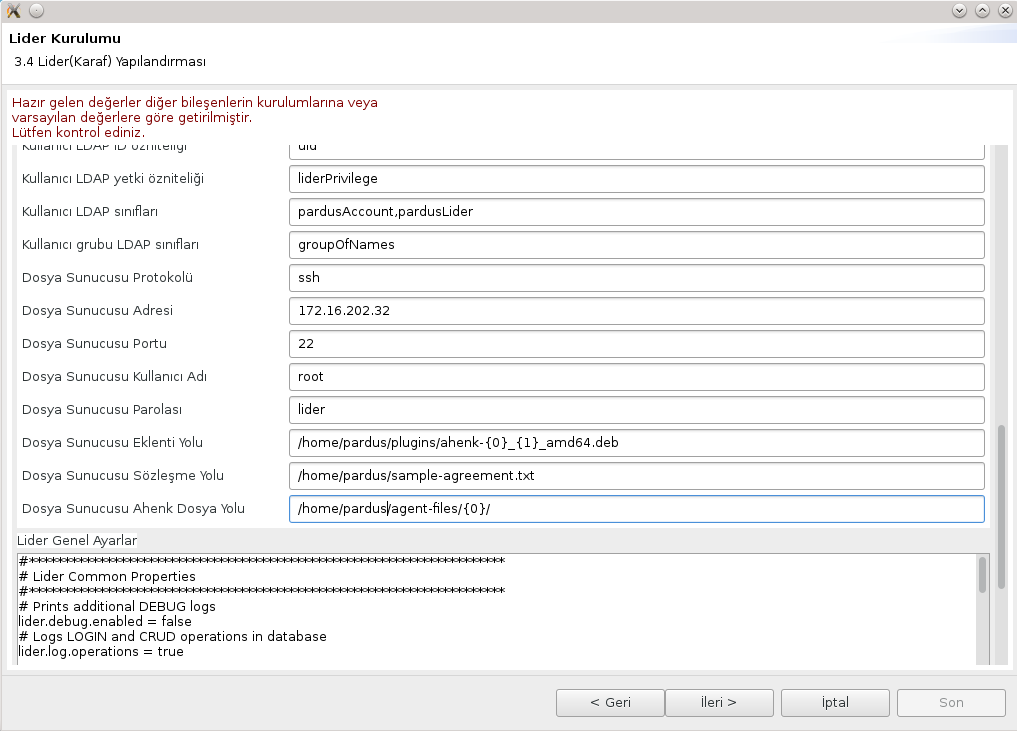 Lider Kurulumu
3.4 Lider(Karaf) Yapılandırması
Hazır gelen değerler diğer bileşenlerin kurulumlarına veya
varsayılan değerlere göre getirilmiştir.
Lütfen kontrol ediniz.
Kullanıcı LDAP ID özniteliği uid
Kullanıcı LDAP yetki özniteliği liderPrivilege
Kullanıcı LDAP sınıfları pardusAccount,pardusLider
Kullanıcı grubu LDAP sınıfları groupOfNames
Dosya Sunucusu Protokolü ssh
Dosya Sunucusu Adresi 172.16.202.32
Dosya Sunucusu Portu 22
Dosya Sunucusu Kullanıcı Adı root
Dosya Sunucusu Parolası lider
Dosya Sunucusu Eklenti Yolu /home/pardus/plugins/ahenk-{0}_{1}_amd64.deb
Dosya Sunucusu Sözleşme Yolu /home/pardus/sample-agreement.txt
Dosya Sunucusu Ahenk Dosya Yolu /home/pardus/agent-files/{0}/
Lider Genel Ayarlar
#********************************************************************
# Lider Common Properties
#********************************************************************
# Prints additional DEBUG logs
lider.debug.enabled = false
# Logs LOGIN and CRUD operations in database
lider.log.operations = true
< Geri İleri > İptal Son